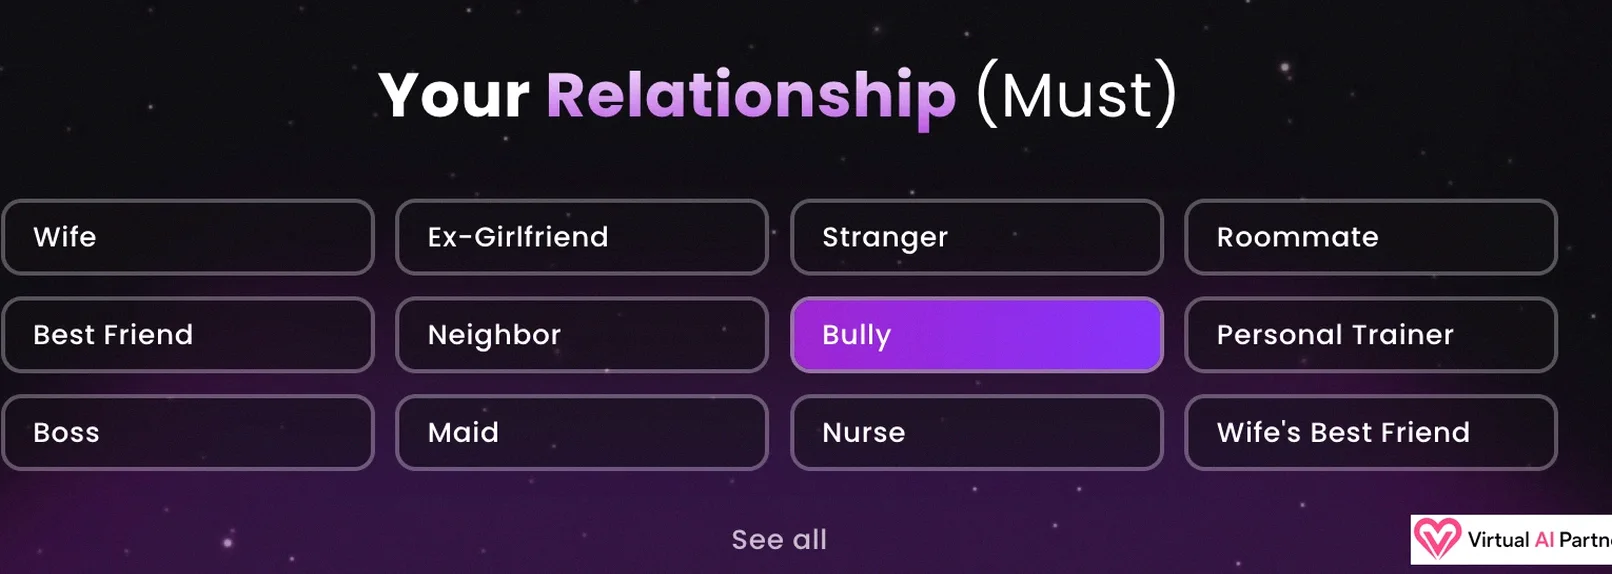 Your Relationship (Must)
Wife
Ex-Girlfriend
Stranger
Roommate
Best Friend
Neighbor
Bully
Personal Trainer
Boss
Maid
Nurse
Wife's Best Friend
See all
Virtual AI